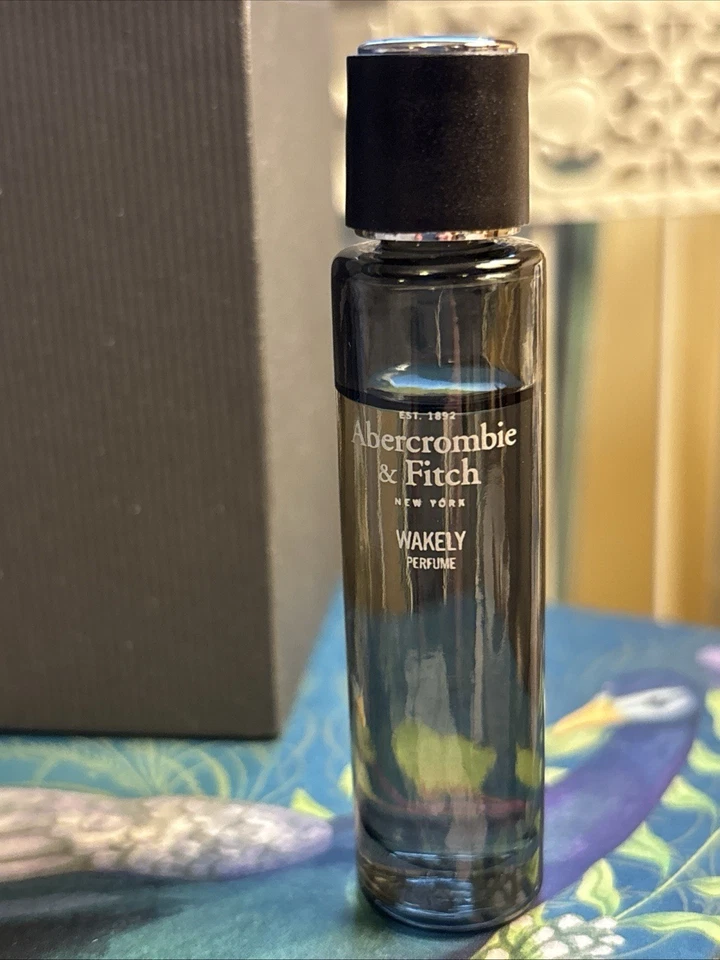 EST. 1892
Abercrombie
& Fitch
NEW YORK
WAKELY
PERFUME